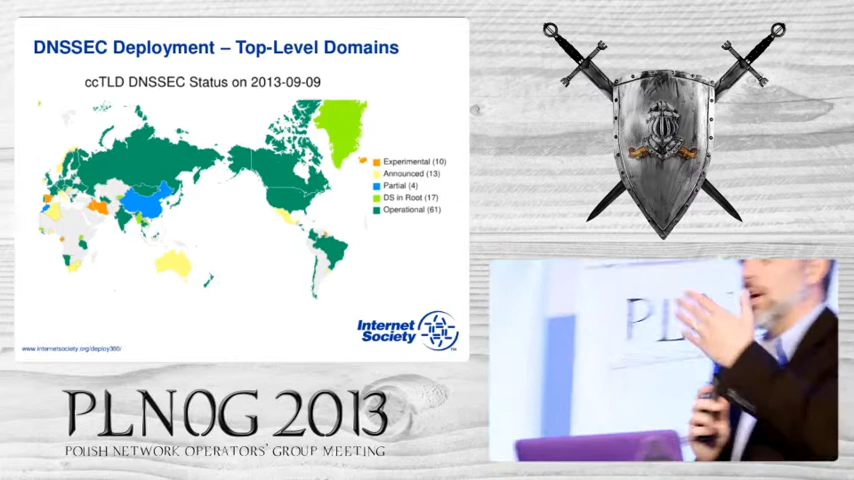 DNSSEC Deployment – Top-Level Domains
ccTLD DNSSEC Status on 2013-09-09
Experimental (10)
Announced (13)
Partial (4)
DS in Root (17)
Operational (61)
Internet
Society
TM
www.internetsociety.org/deploy360/
PLNOG 2013
POLISH NETWORK OPERATORS' GROUP MEETING
PL